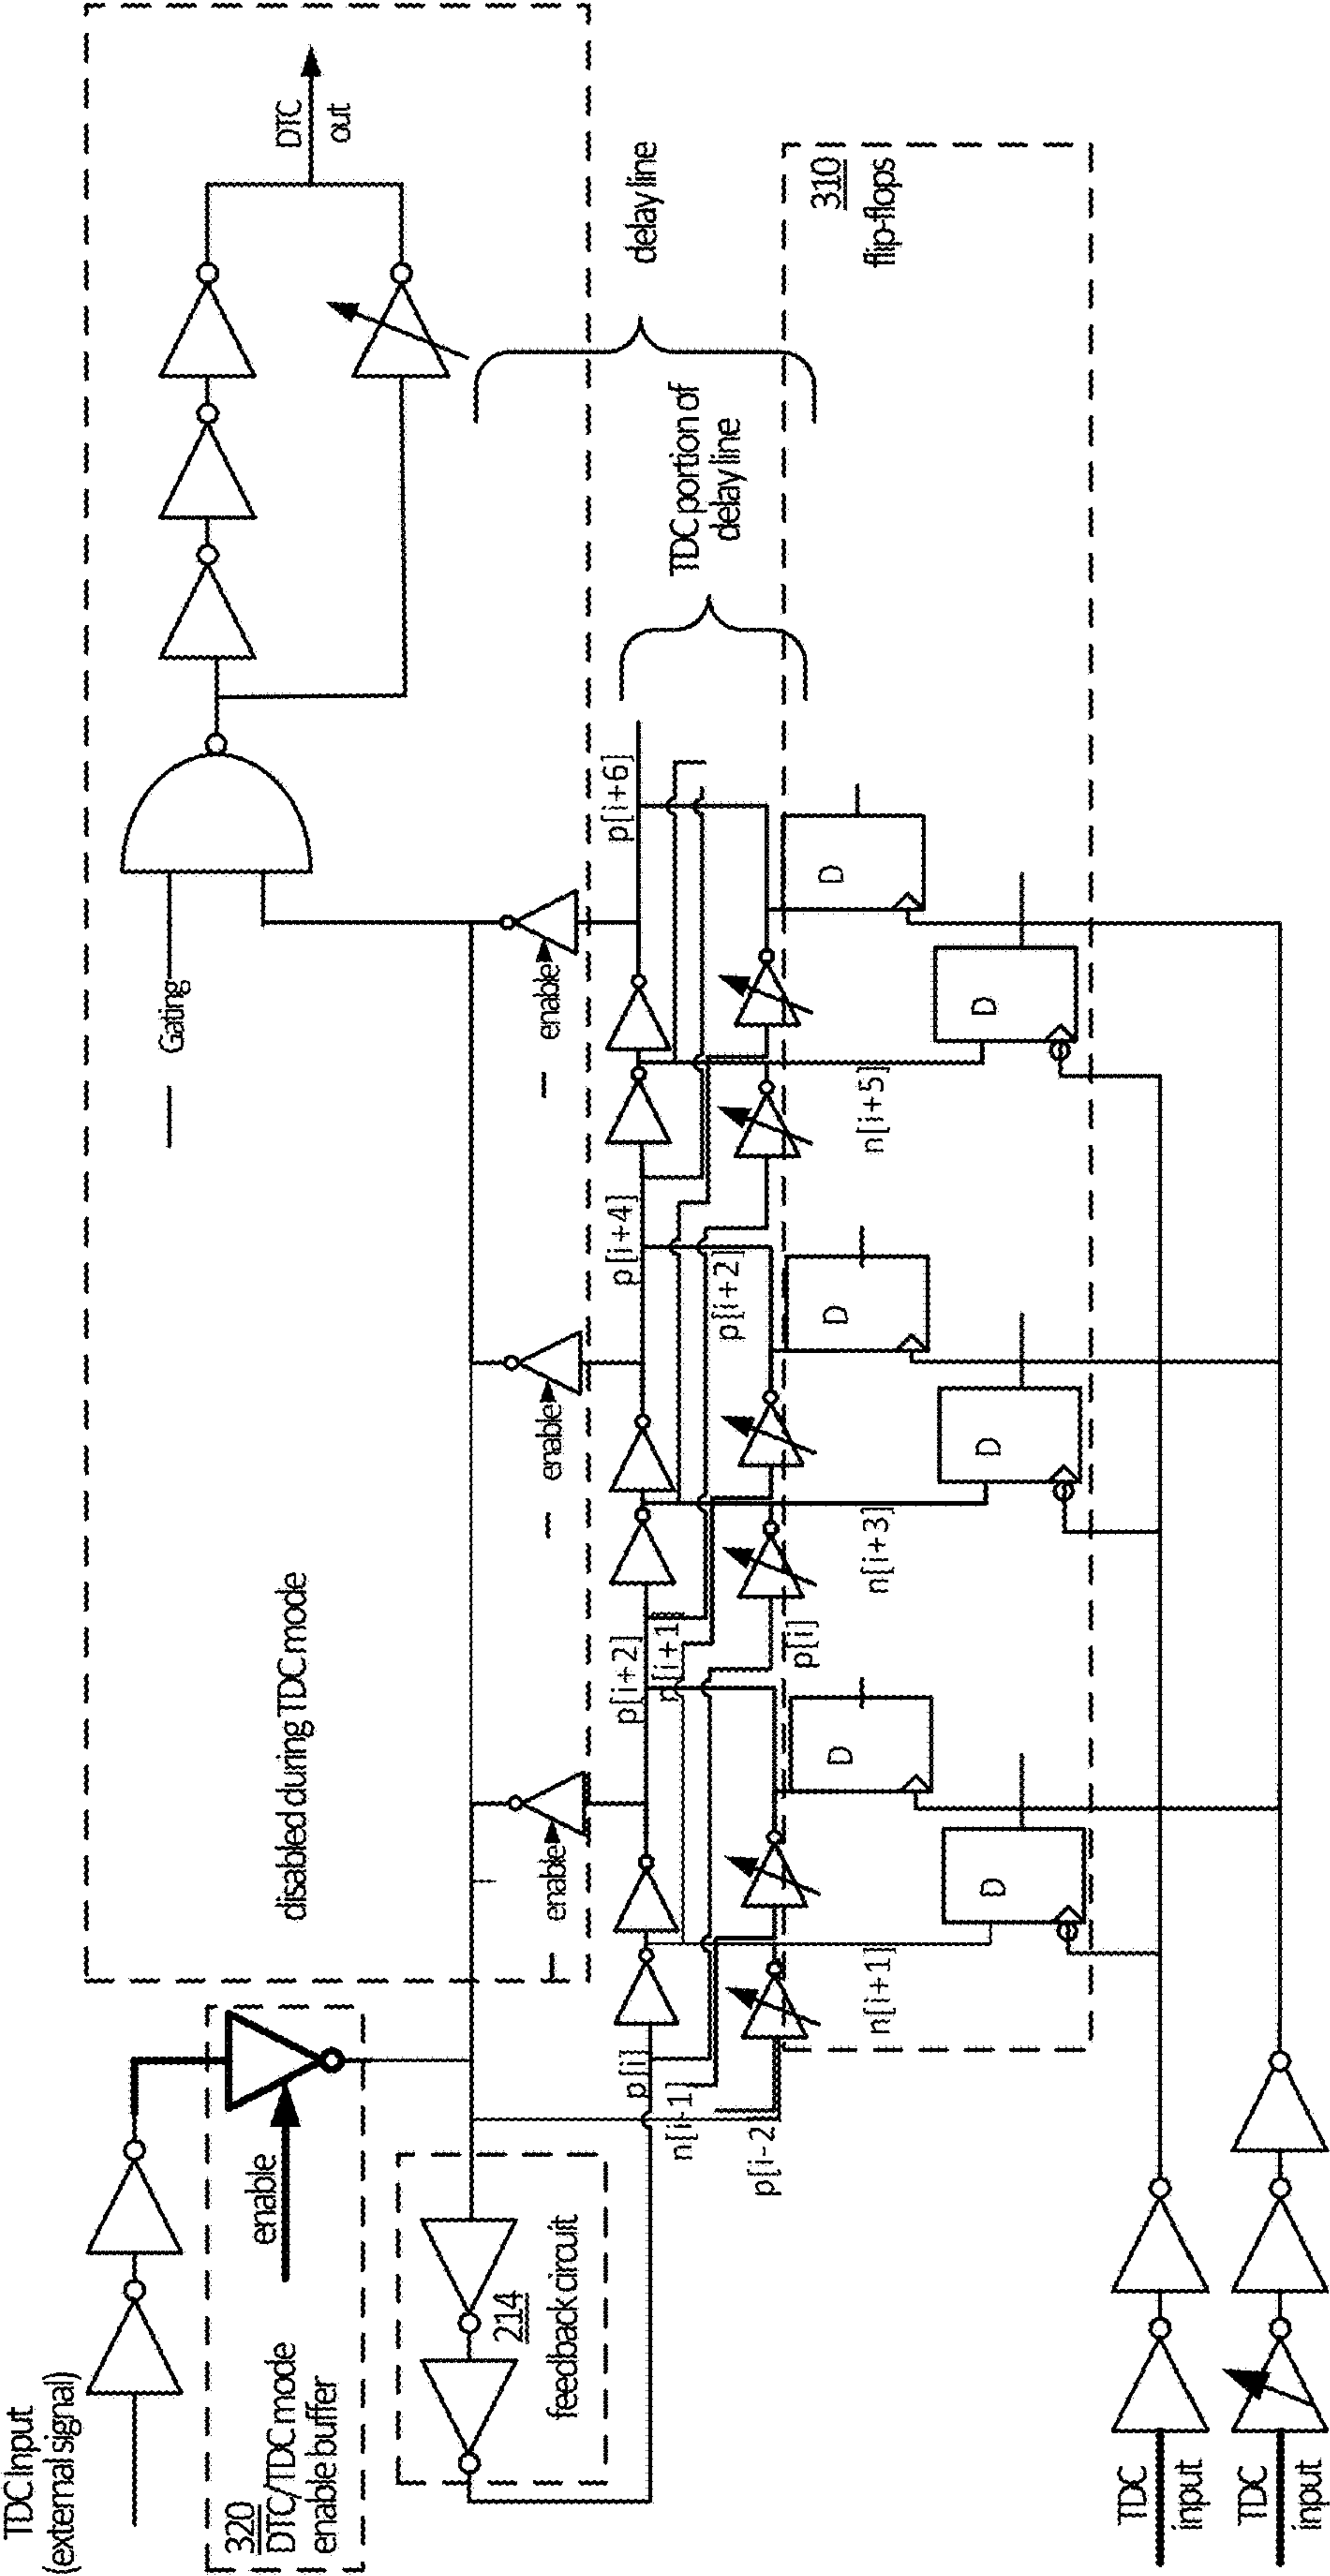 TDC Input
(external signal)
320
DTC/TDC mode
enable buffer
enable
214
feedback circuit
disabled during TDC mode
Gating
DTC
out
enable
enable
enable
p[i]
p[i+2]
p[i+4]
p[i+6]
delay line
TDC portion of
delay line
n[i-1]
p[i-2]
p[i]
p[i+2]
310
flip-flops
n[i+1]
n[i+3]
n[i+5]
D
D
D
D
D
D
TDC
input
TDC
input